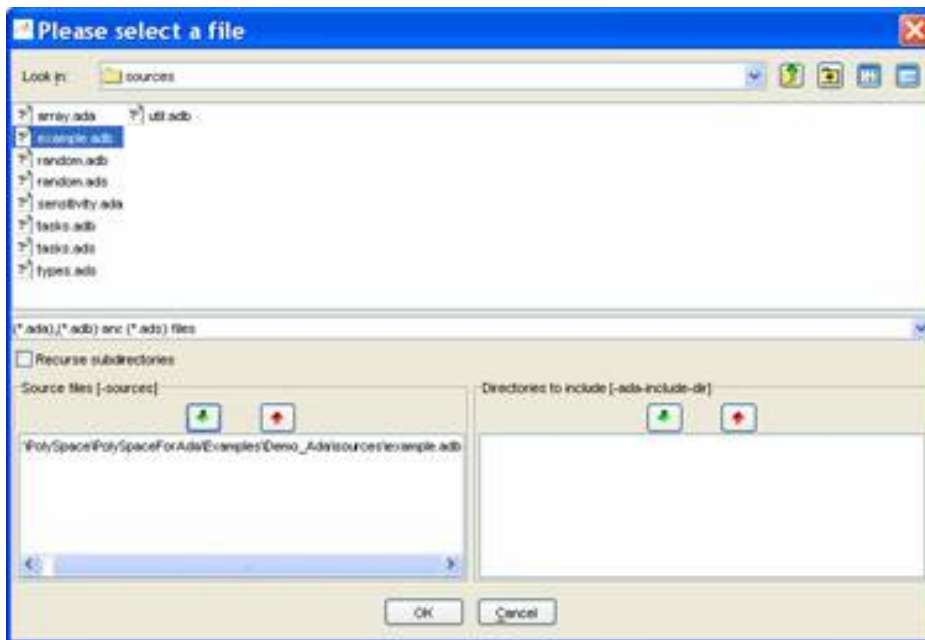 Please select a file
Look in: sources
array.ada util.adb
example.adb
random.adb
random.ads
sensitivity.ada
tasks.adb
tasks.ads
types.ads
(*.ada),(*.adb) and (*.ads) files
Recurse subdirectories
Source files [-sources] Directories to include [-ada-include-dir]
\PolySpace\PolySpaceForAda\Examples\Demo_Ada\sources\example.adb
OK Cancel